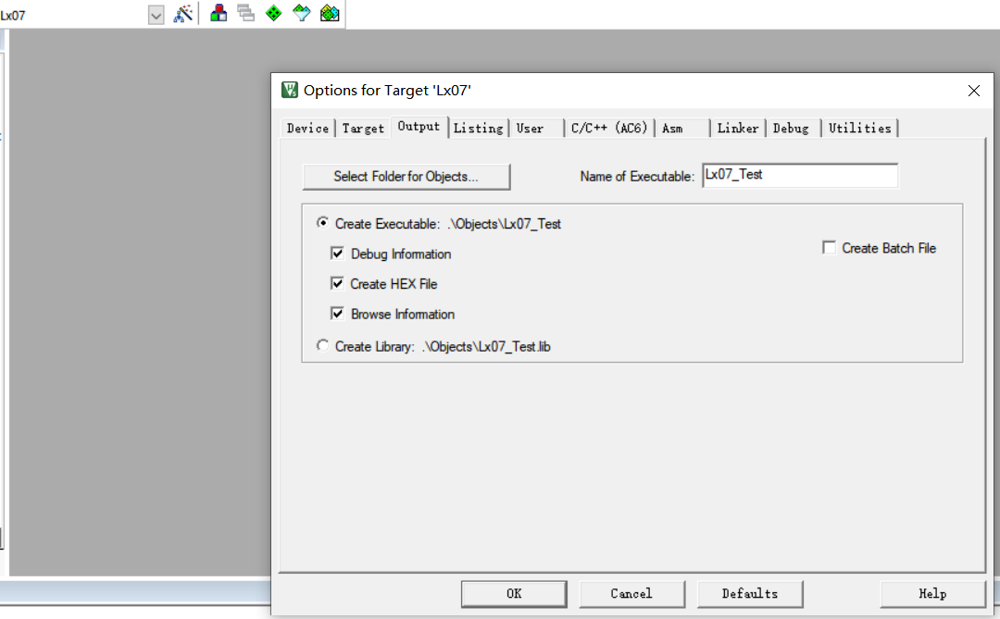 Lx07
Options for Target 'Lx07'
Device Target Output Listing User C/C++ (AC6) Asm Linker Debug Utilities
Select Folder for Objects... Name of Executable: Lx07_Test
Create Executable: .\Objects\Lx07_Test
Create Batch File
Debug Information
Create HEX File
Browse Information
Create Library: .\Objects\Lx07_Test.lib
OK Cancel Defaults Help